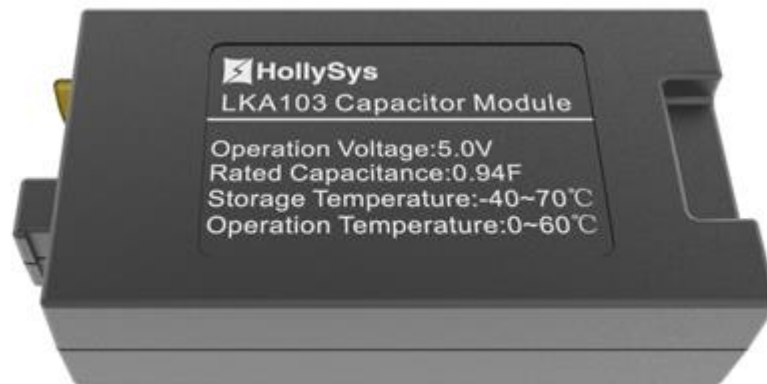 HollySys
LKA103 Capacitor Module
Operation Voltage:5.0V
Rated Capacitance:0.94F
Storage Temperature:-40~70℃
Operation Temperature:0~60℃